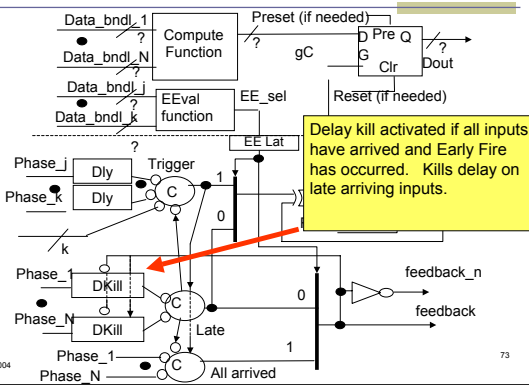 Data_bndl_1
?
Data_bndl_N
?
Compute
Function
Preset (if needed)
?
gC
D Pre Q
G
Clr
?
Dout
Data_bndl_j
?
Data_bndl_k
?
EEval
function
EE_sel
Reset (if needed)
EE Lat
Delay kill activated if all inputs
have arrived and Early Fire
has occurred. Kills delay on
late arriving inputs.
Phase_j
Dly
Trigger
Phase_k
Dly
C
1
0
k
Phase_1
DKill
Phase_N
DKill
C
Late
0
1
feedback_n
feedback
Phase_1
Phase_N
C
All arrived
004
73